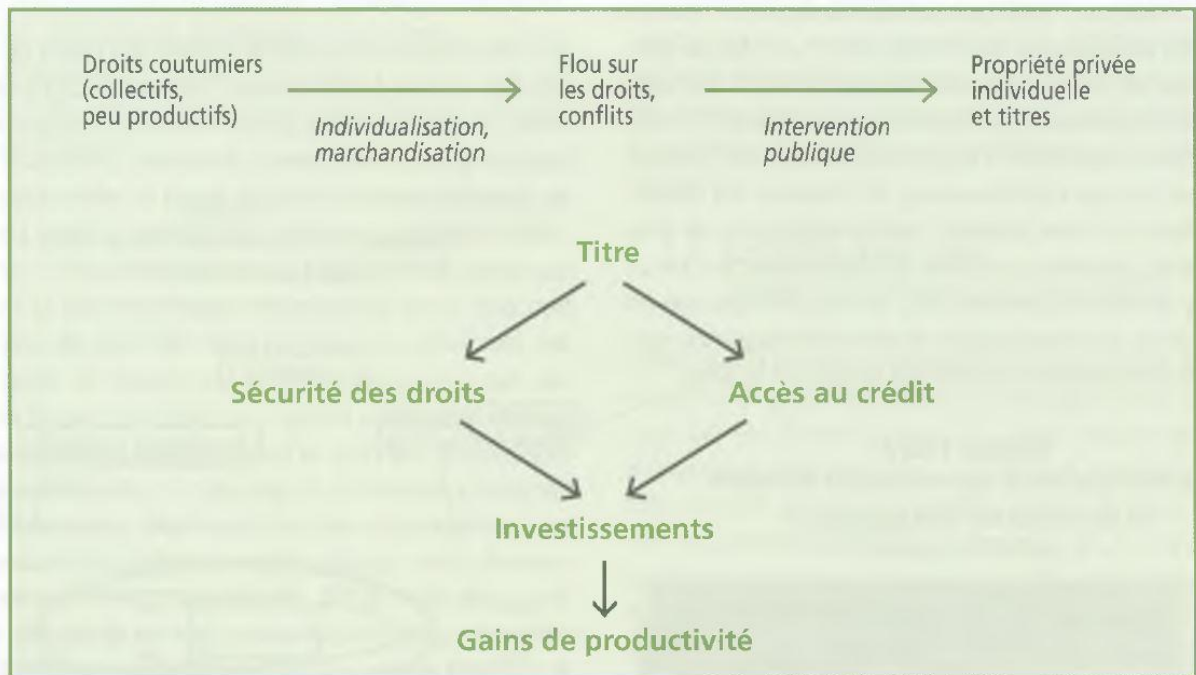 Droits coutumiers
(collectifs,
peu productifs)
Individualisation,
marchandisation
Flou sur
les droits,
conflits
Intervention
publique
Propriété privée
individuelle
et titres
Titre
Sécurité des droits
Accès au crédit
Investissements
Gains de productivité